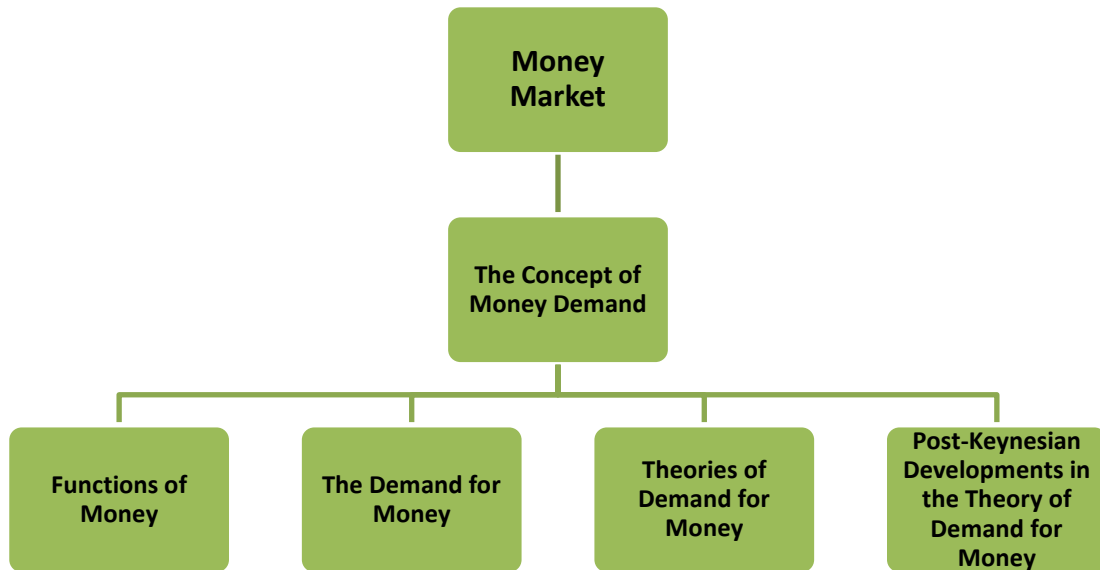 Money
Market
The Concept of
Money Demand
Functions of
Money
The Demand for
Money
Theories of
Demand for
Money
Post-Keynesian
Developments in
the Theory of
Demand for
Money